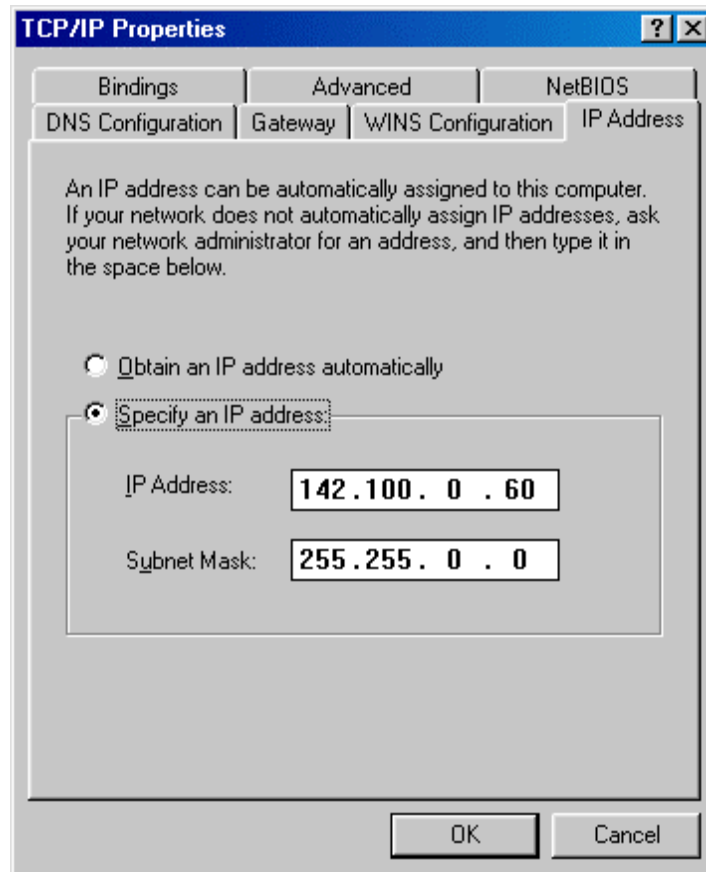 TCP/IP Properties
Bindings Advanced NetBIOS
DNS Configuration Gateway WINS Configuration IP Address
An IP address can be automatically assigned to this computer.
If your network does not automatically assign IP addresses, ask
your network administrator for an address, and then type it in
the space below.
Obtain an IP address automatically
Specify an IP address:
IP Address: 142.100. 0 . 60
Subnet Mask: 255.255. 0 . 0
OK Cancel